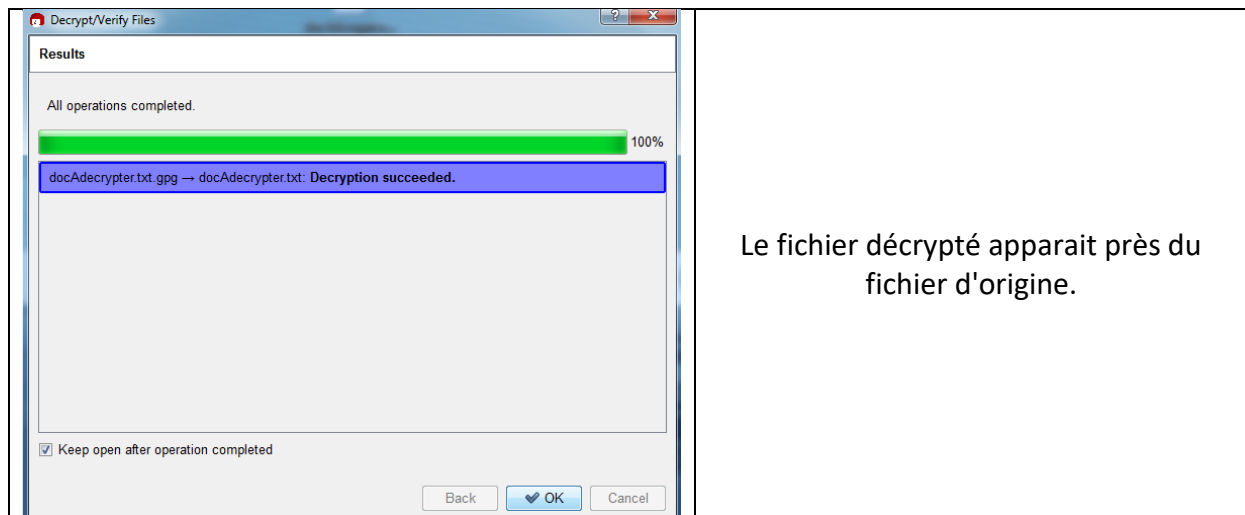 Decrypt/Verify Files
Results
All operations completed.
100%
docAdecrypter.txt.gpg → docAdecrypter.txt: Decryption succeeded.
Keep open after operation completed
Back
OK
Cancel
Le fichier décrypté apparait près du
fichier d'origine.